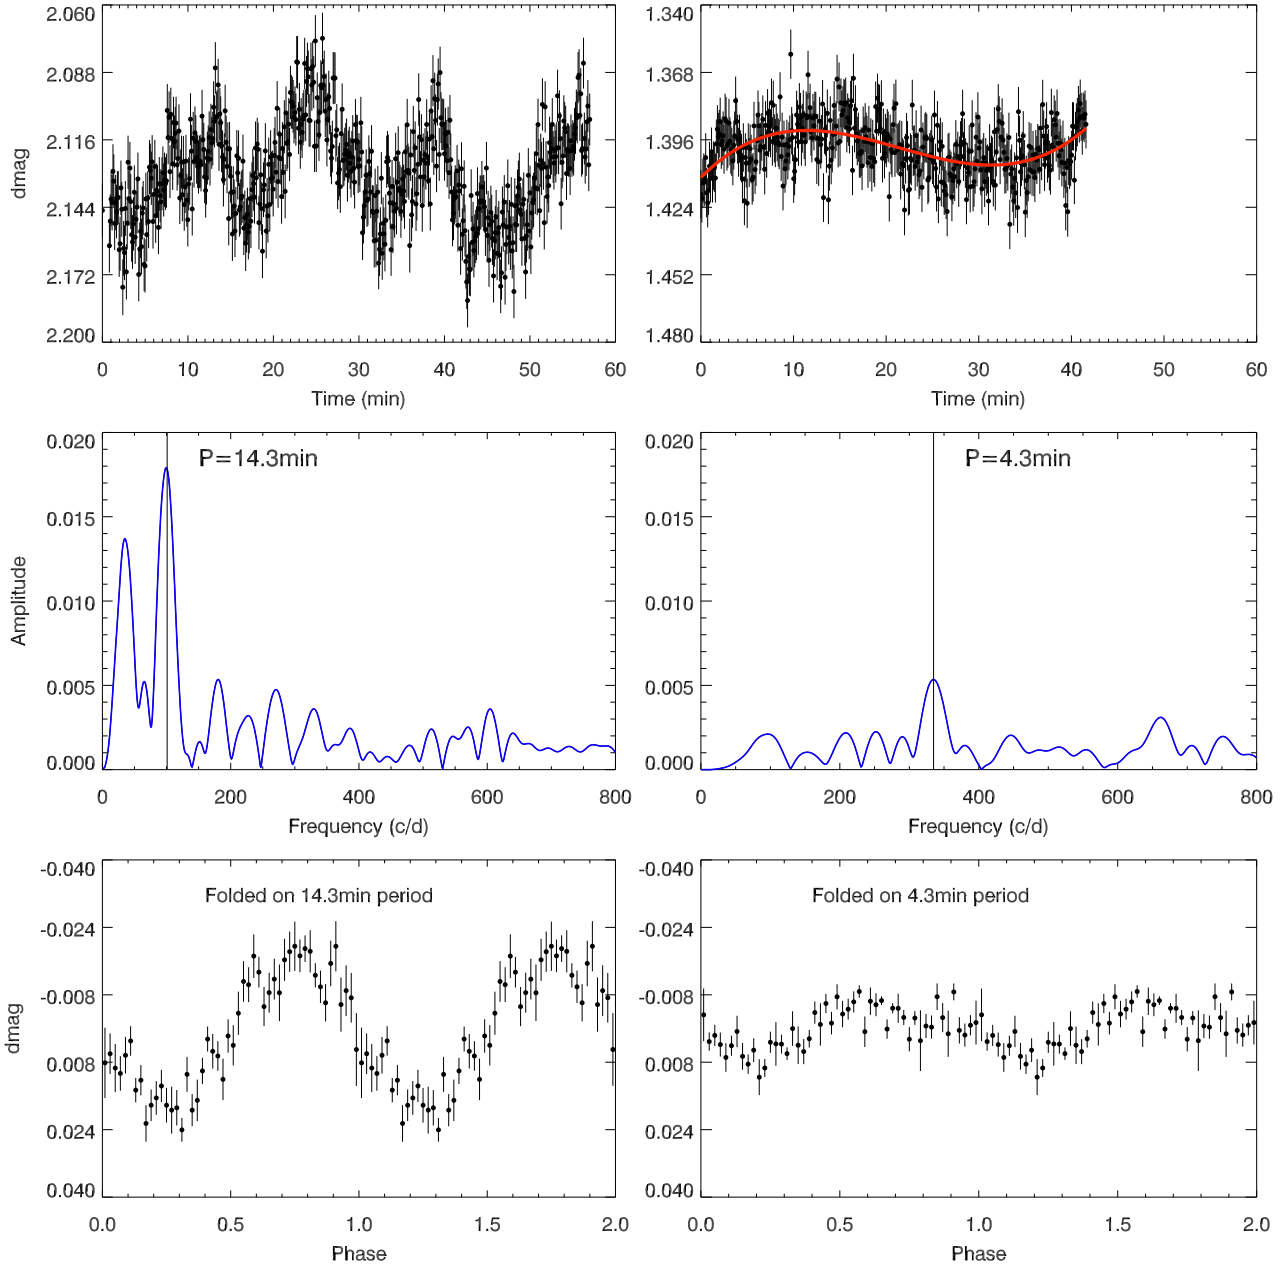 2.060
2.088
2.116
2.144
2.172
2.200
dmag
0 10 20 30 40 50 60
Time (min)
1.340
1.368
1.396
1.424
1.452
1.480
0 10 20 30 40 50 60
Time (min)
0.020
0.015
0.010
0.005
0.000
Amplitude
P=14.3min
0 200 400 600 800
Frequency (c/d)
0.020
0.015
0.010
0.005
0.000
P=4.3min
0 200 400 600 800
Frequency (c/d)
-0.040
-0.024
-0.008
0.008
0.024
0.040
dmag
Folded on 14.3min period
0.0 0.5 1.0 1.5 2.0
Phase
-0.040
-0.024
-0.008
0.008
0.024
0.040
Folded on 4.3min period
0.0 0.5 1.0 1.5 2.0
Phase